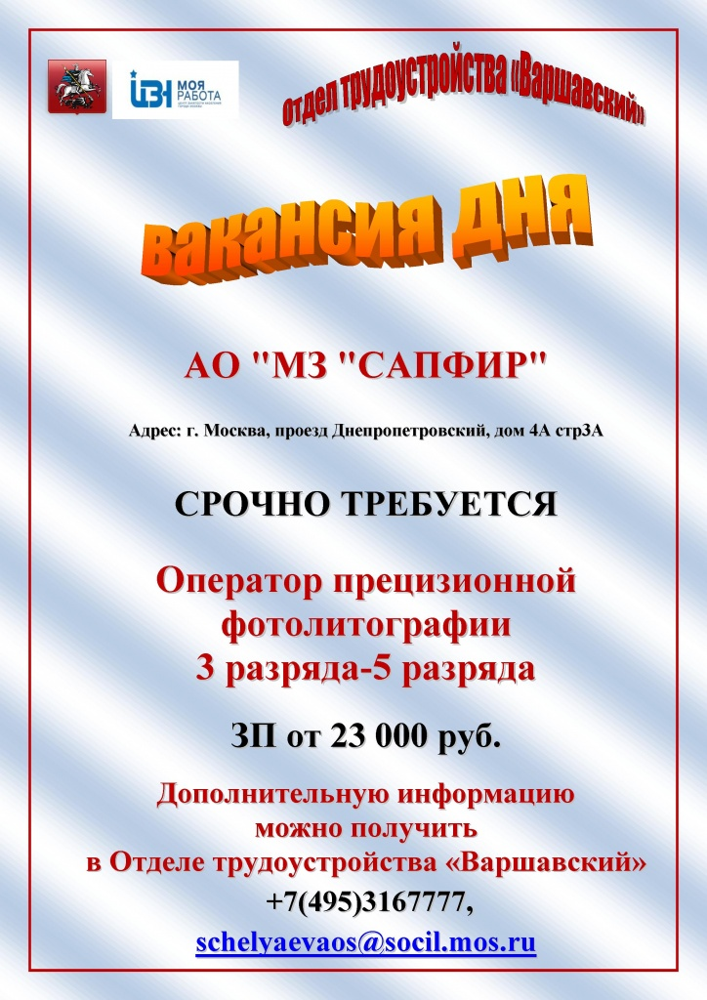 отдел трудоустройства «Варшавский»
ЦЗН МОЯ
РАБОТА
вакансия дня
АО "МЗ "САПФИР"
Адрес: г. Москва, проезд Днепропетровский, дом 4А стр3А
СРОЧНО ТРЕБУЕТСЯ
Оператор прецизионной
фотолитографии
3 разряда-5 разряда
ЗП от 23 000 руб.
Дополнительную информацию
можно получить
в Отделе трудоустройства «Варшавский»
+7(495)3167777,
schelyaevaos@socil.mos.ru